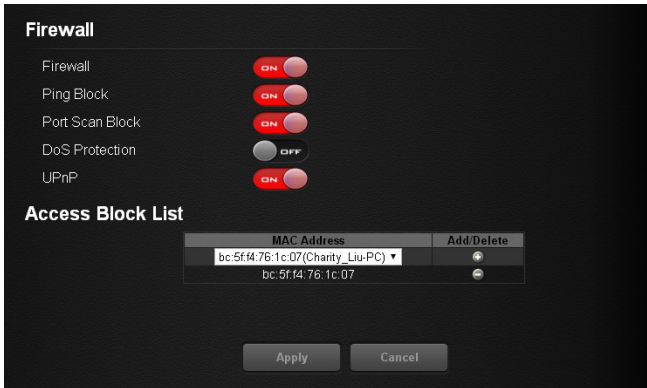 Firewall
Firewall ON
Ping Block ON
Port Scan Block ON
DoS Protection OFF
UPnP ON
Access Block List
MAC Address Add/Delete
bc:5f:f4:76:1c:07(Charity_Liu-PC)
bc:5f:f4:76:1c:07
Apply Cancel